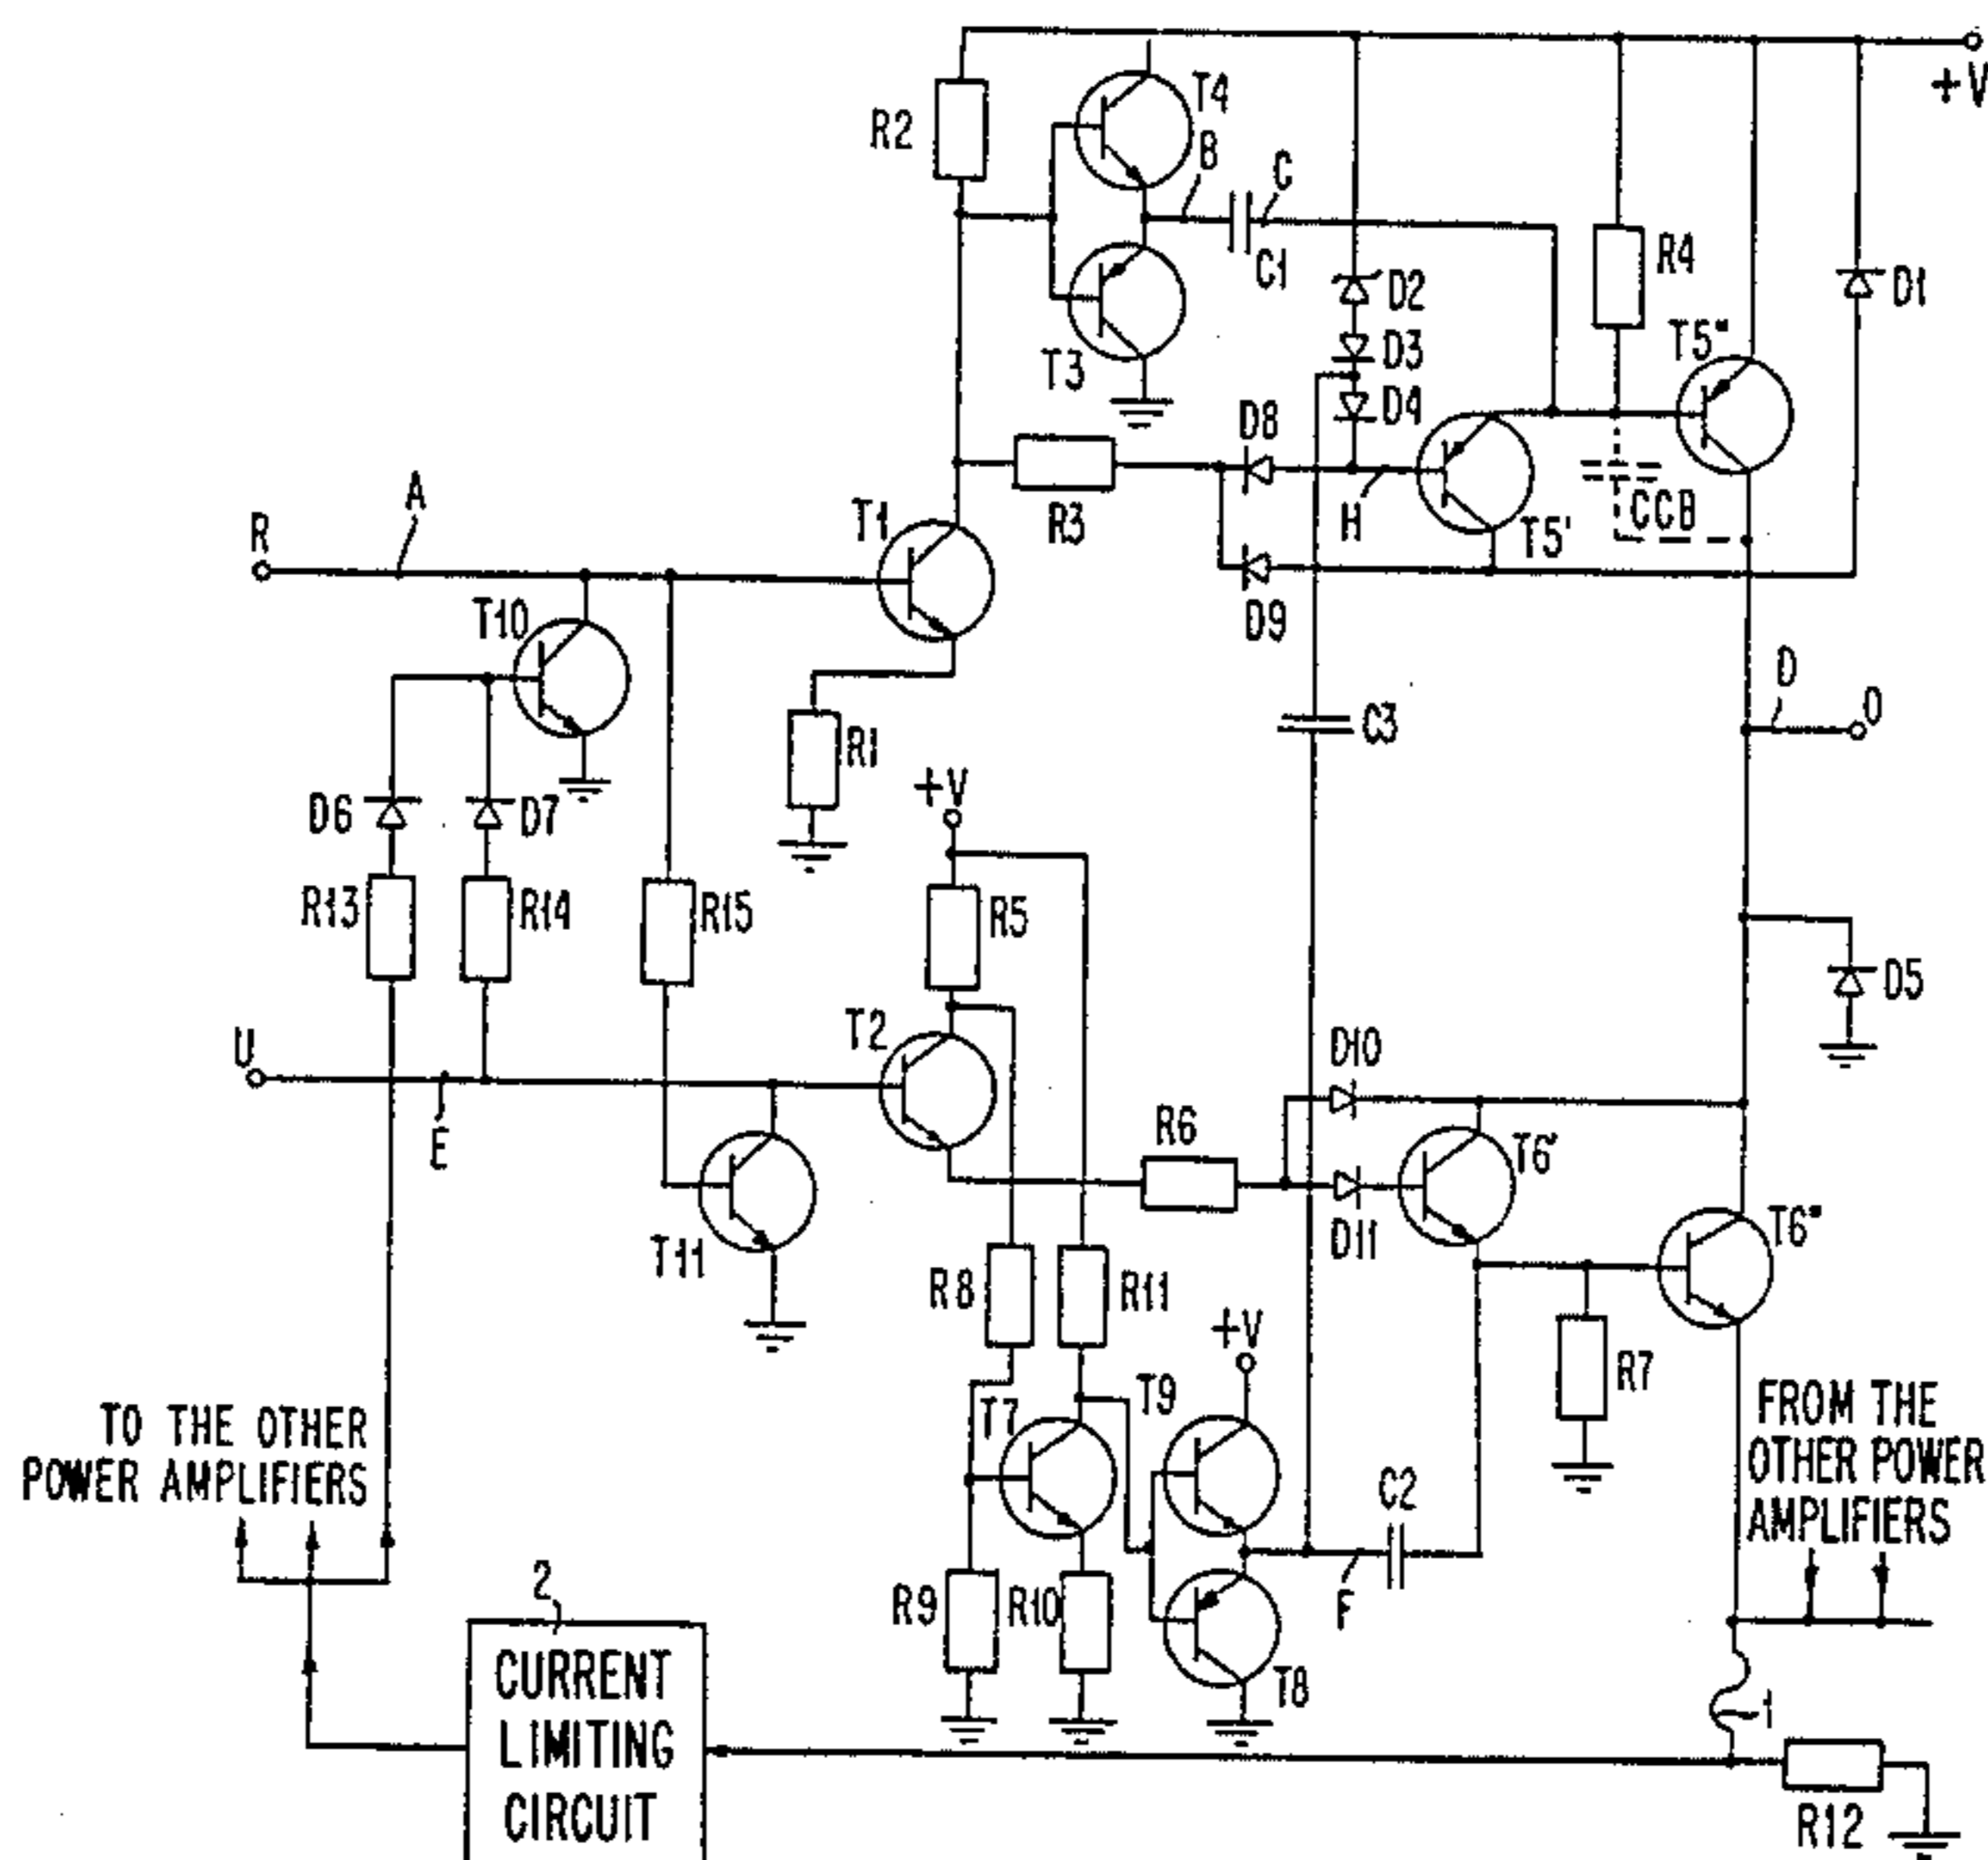 +V
R2
T4
B
C
C1
R4
D2
D1
T3
D3
T5"
D4
D8
A
R
T1
R3
H
CCB
T5'
D9
T10
D
O
R1
C3
+V
D6
D7
R13
R14
R15
R5
D5
T2
U
D10
E
R6
T6'
T11
D11
T6"
R8
R11
+V
R7
TO THE OTHER
POWER AMPLIFIERS
T7
T9
FROM THE
OTHER POWER
AMPLIFIERS
C2
2
R9
R10
F
T8
CURRENT
LIMITING
CIRCUIT
1
R12